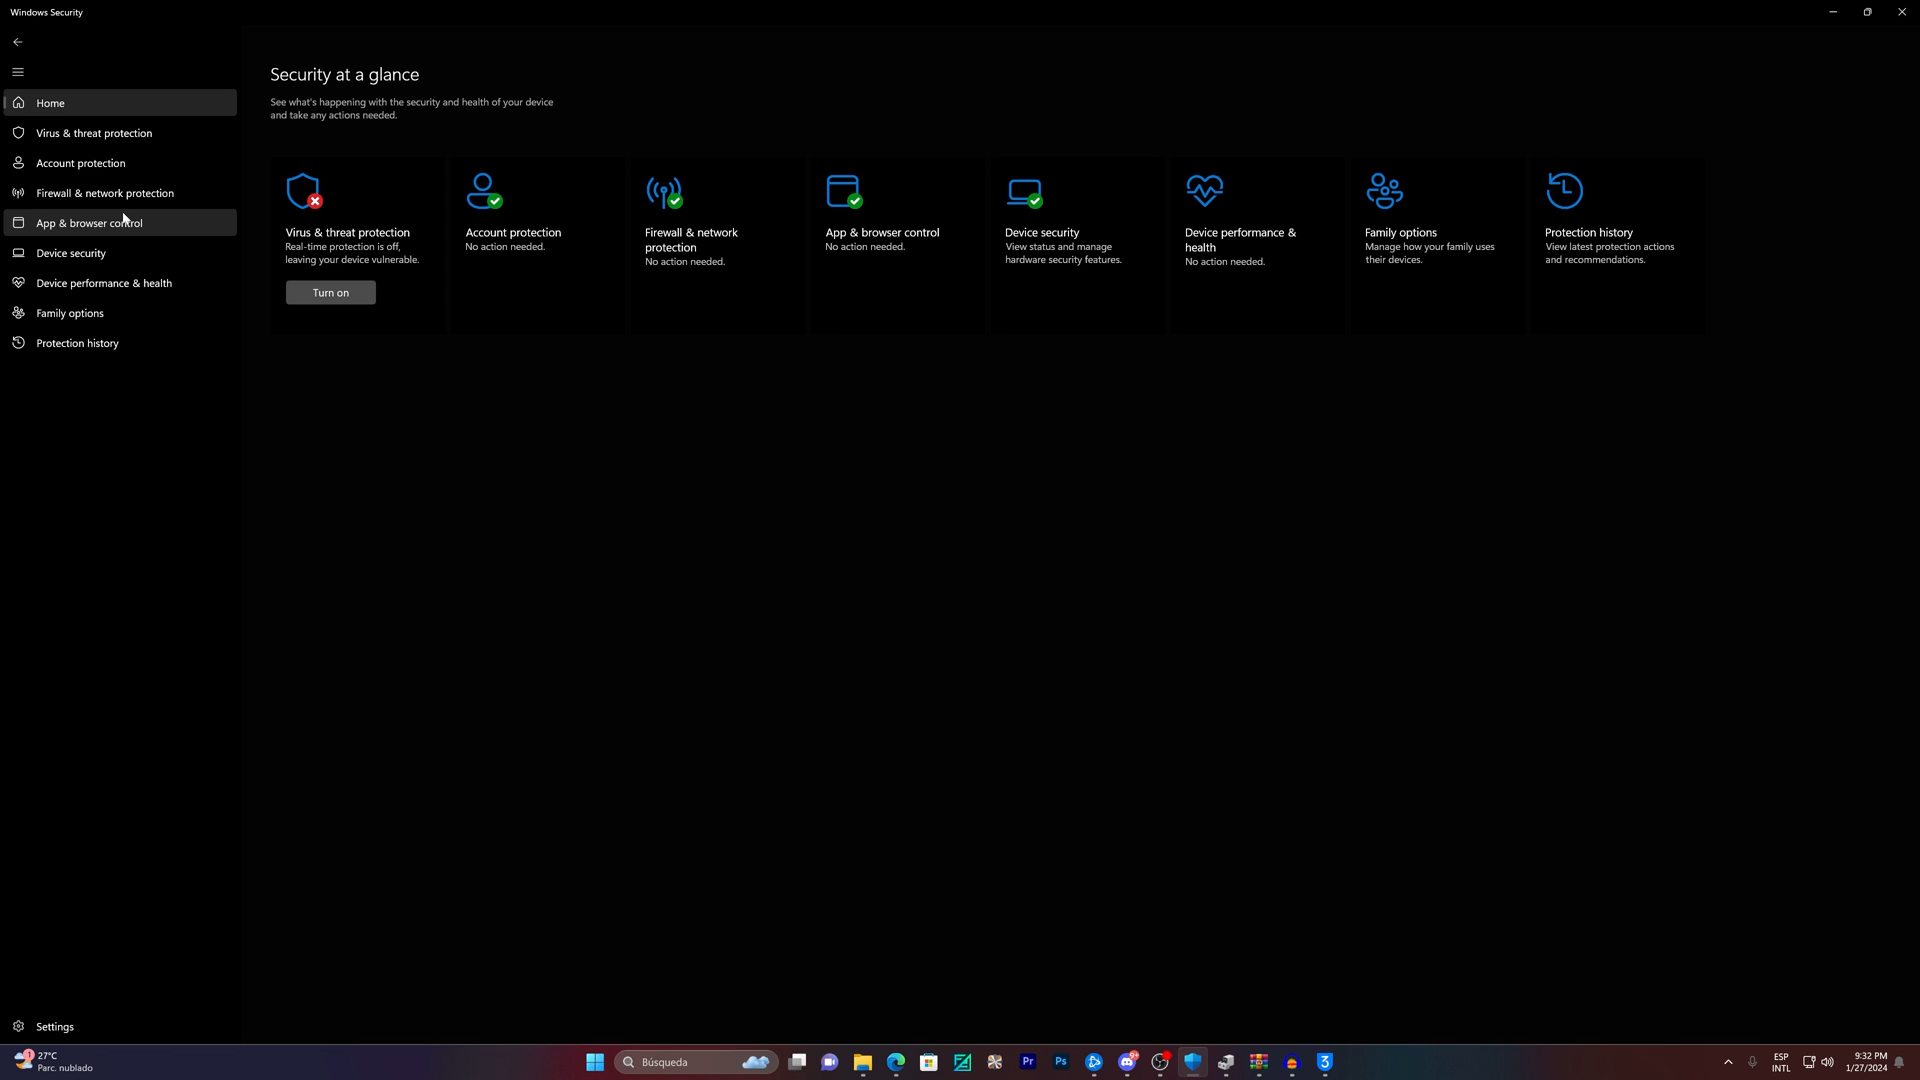 Windows Security
Home
Virus & threat protection
Account protection
Firewall & network protection
App & browser control
Device security
Device performance & health
Family options
Protection history
Settings
Security at a glance
See what's happening with the security and health of your device
and take any actions needed.
Virus & threat protection
Real-time protection is off,
leaving your device vulnerable.
Turn on
Account protection
No action needed.
Firewall & network
protection
No action needed.
App & browser control
No action needed.
Device security
View status and manage
hardware security features.
Device performance &
health
No action needed.
Family options
Manage how your family uses
their devices.
Protection history
View latest protection actions
and recommendations.
1
27°C
Parc. nublado
Búsqueda
Pr
Ps
9+
3
ESP
INTL
9:32 PM
1/27/2024